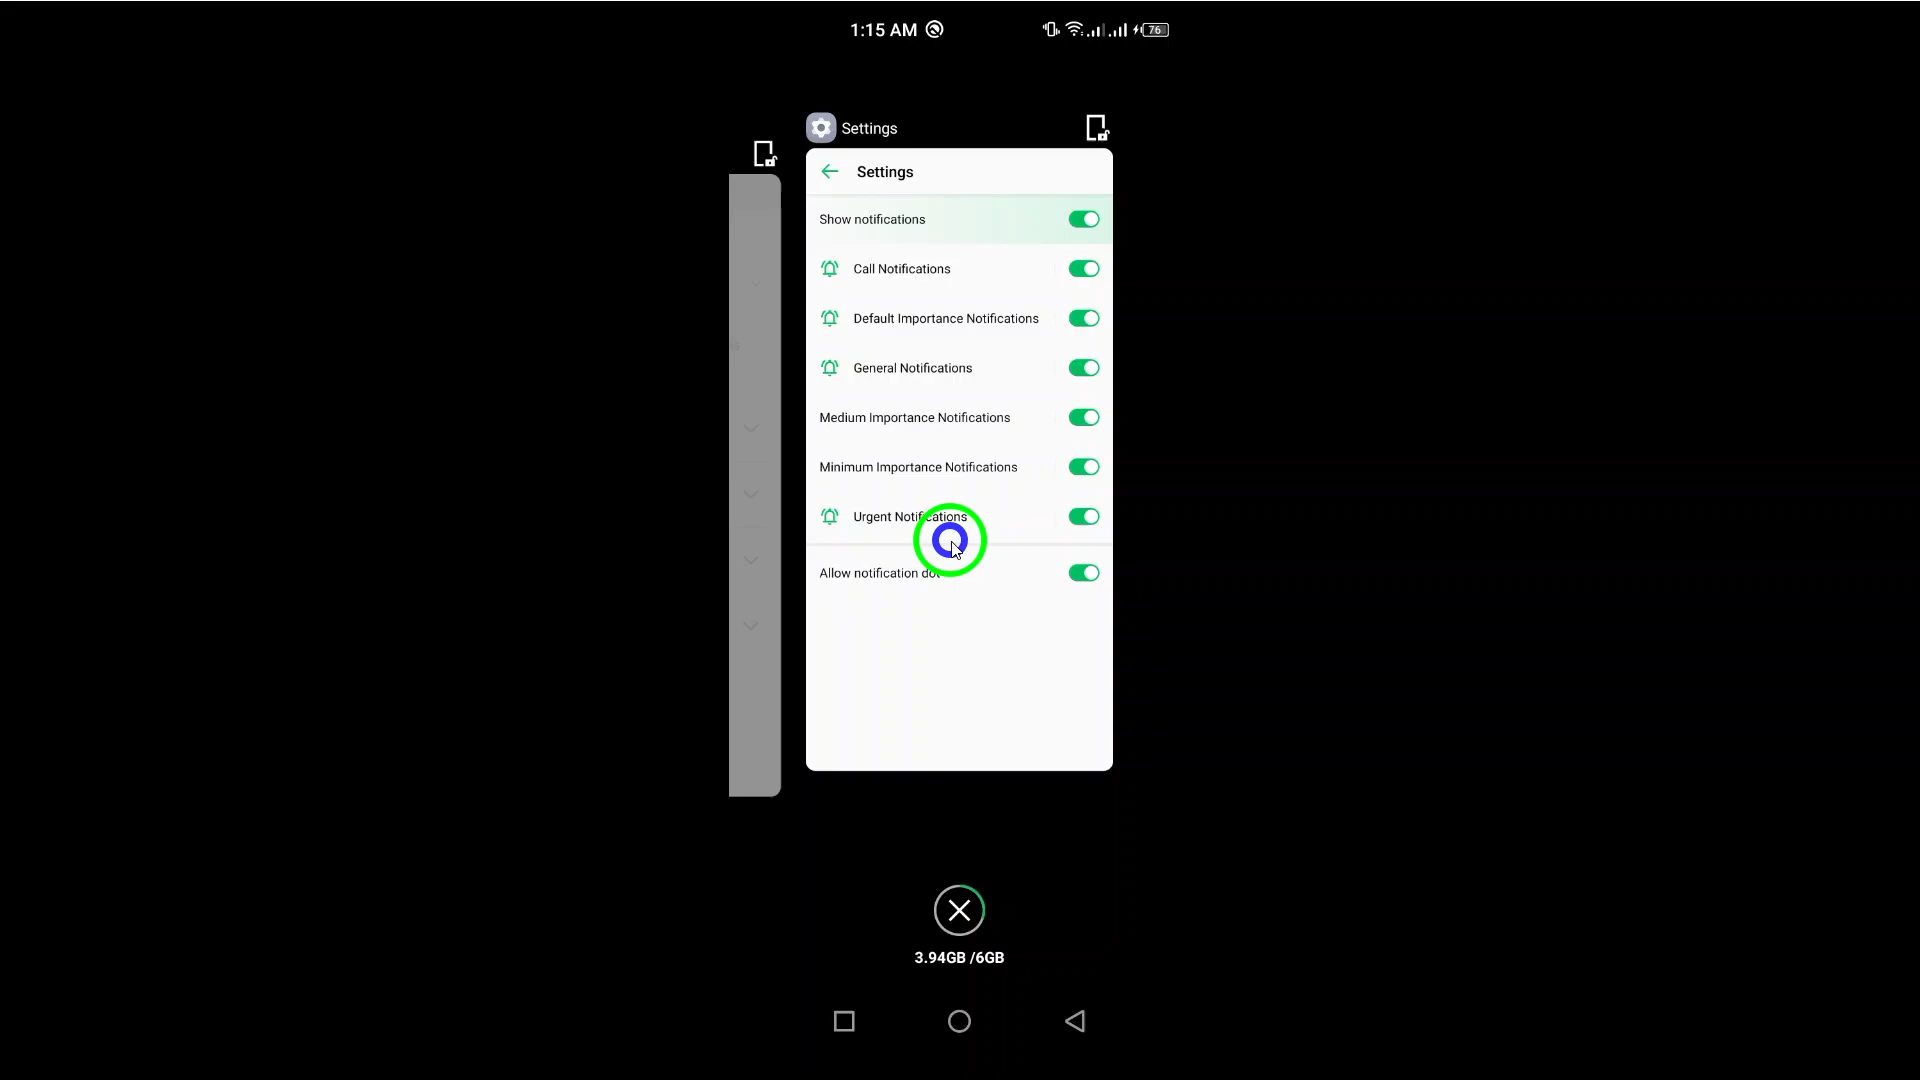 1:15 AM
76
Settings
Settings
Show notifications
Call Notifications
Default Importance Notifications
General Notifications
Medium Importance Notifications
Minimum Importance Notifications
Urgent Notifications
Allow notification dot
3.94GB /6GB